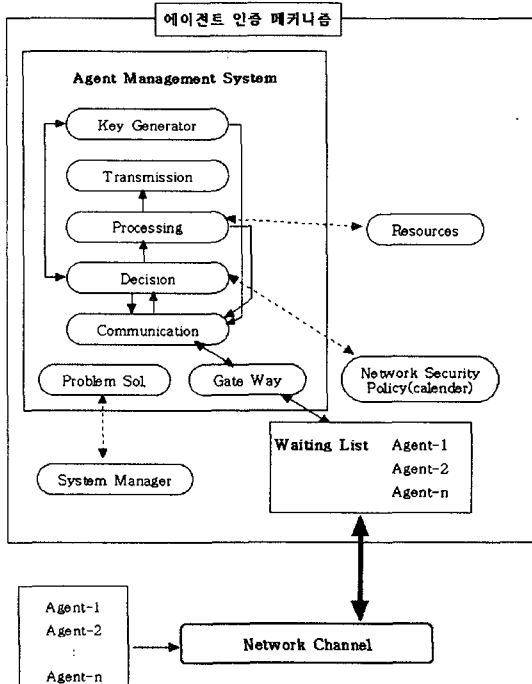 에이젼트 인증 메커니즘
Agent Management System
Key Generator
Transmission
Processing
Resources
Decision
Communication
Problem Sol.
Gate Way
Network Security
Policy(calender)
Waiting List Agent-1
Agent-2
Agent-n
System Manager
Agent-1
Agent-2
:
Agent-n
Network Channel